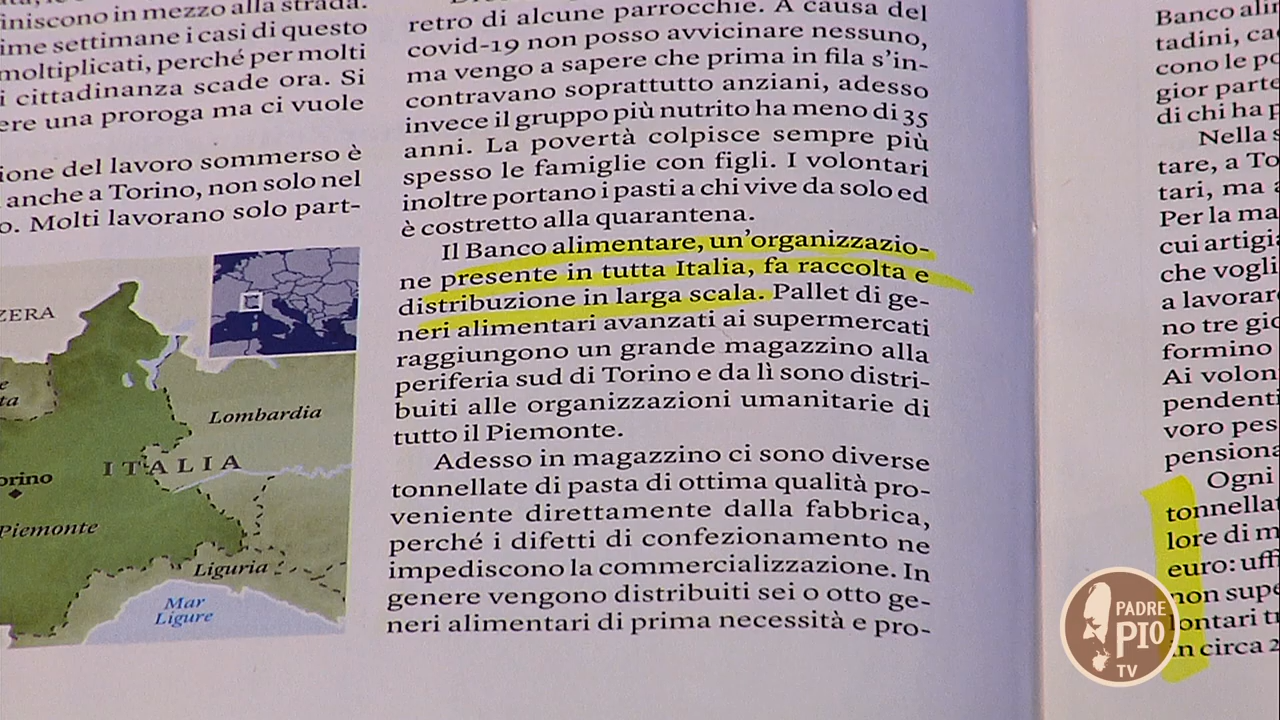 iniscono in mezzo alla strada.
ime settimane i casi di questo
moltiplicati, perché per molti
i cittadinanza scade ora. Si
ere una proroga ma ci vuole
ione del lavoro sommerso è
anche a Torino, non solo nel
o. Molti lavorano solo part-
ZERA
ta
Lombardia
ITALIA
orino
Piemonte
Liguria
Mar
Ligure
retro di alcune parrocchie. A causa del
covid-19 non posso avvicinare nessuno,
ma vengo a sapere che prima in fila s'in-
contravano soprattutto anziani, adesso
invece il gruppo più nutrito ha meno di 35
anni. La povertà colpisce sempre più
spesso le famiglie con figli. I volontari
inoltre portano i pasti a chi vive da solo ed
è costretto alla quarantena.
Il Banco alimentare, un'organizzazio-
ne presente in tutta Italia, fa raccolta e
distribuzione in larga scala. Pallet di ge-
neri alimentari avanzati ai supermercati
raggiungono un grande magazzino alla
periferia sud di Torino e da lì sono distri-
buiti alle organizzazioni umanitarie di
tutto il Piemonte.
Adesso in magazzino ci sono diverse
tonnellate di pasta di ottima qualità pro-
veniente direttamente dalla fabbrica,
perché i difetti di confezionamento ne
impediscono la commercializzazione. In
genere vengono distribuiti sei o otto ge-
neri alimentari di prima necessità e pro-
Banco alim
tadini, ca
cono le po
gior parte
di chi ha p
Nella s
tare, a To
tari, ma a
Per la ma
cui artigia
che vogli
a lavorar
no tre gio
formino
Ai volon
pendenti
voro pes
pensiona
Ogni
tonnellat
lore di m
euro: uffi
non supe
lontari tr
in circa 2
PADRE
PIO
TV